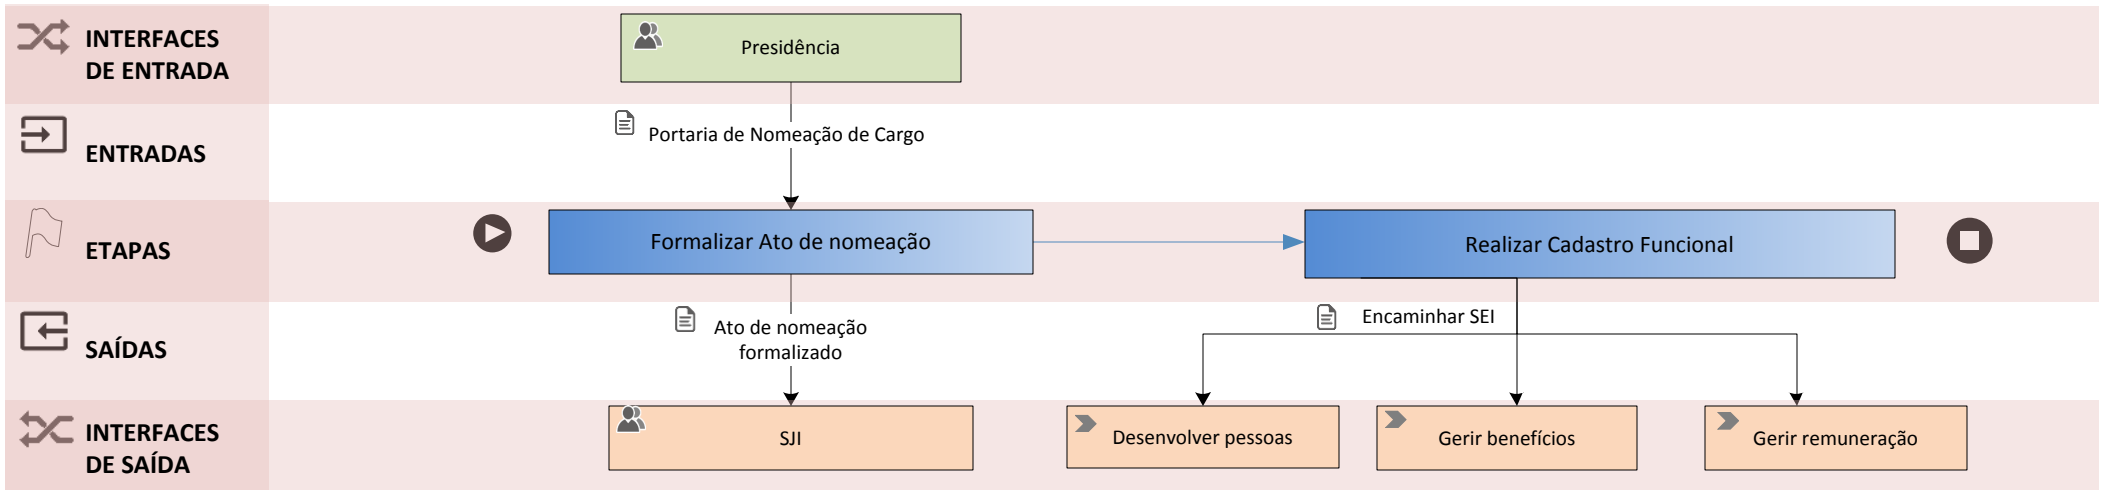 INTERFACES
DE ENTRADA
Presidência
ENTRADAS
Portaria de Nomeação de Cargo
ETAPAS
Formalizar Ato de nomeação
Realizar Cadastro Funcional
SAÍDAS
Ato de nomeação
formalizado
Encaminhar SEI
INTERFACES
DE SAÍDA
SJI
Desenvolver pessoas
Gerir benefícios
Gerir remuneração